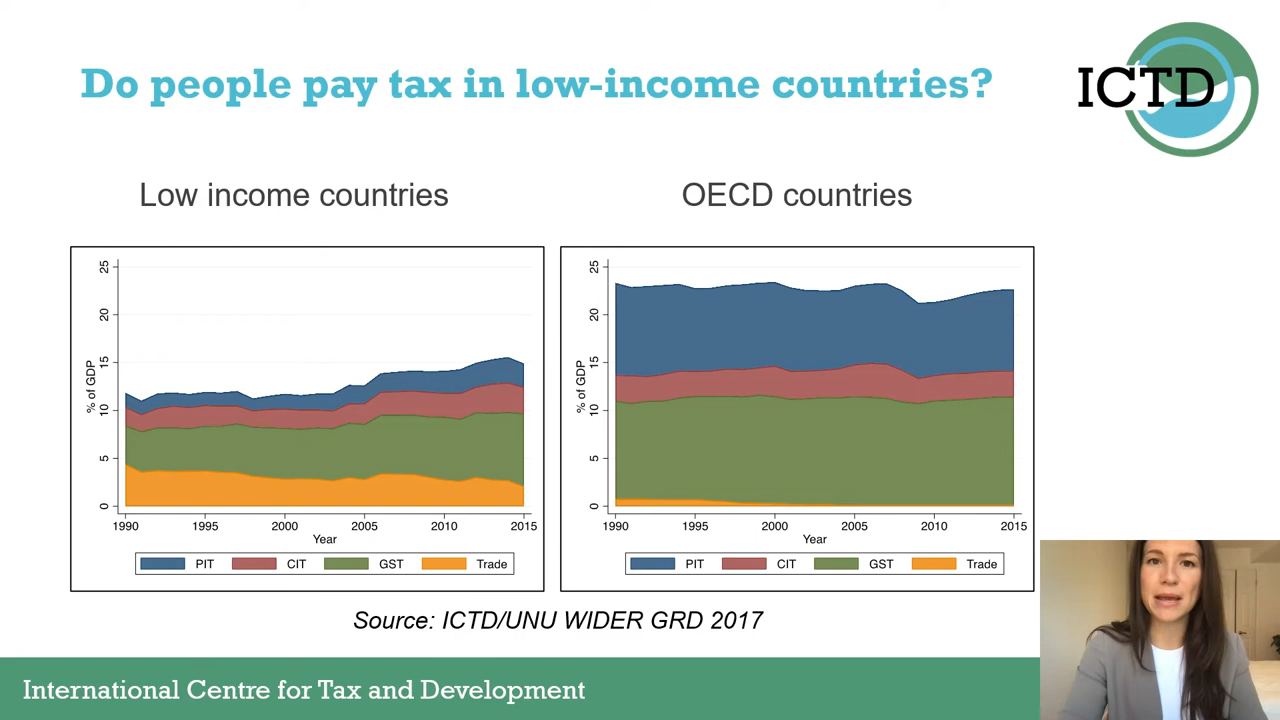 Do people pay tax in low-income countries?
ICTD
Low income countries
OECD countries
% of GDP
25
20
15
10
5
0
1990 1995 2000 2005 2010 2015
Year
PIT CIT GST Trade
% of GDP
25
20
15
10
5
0
1990 1995 2000 2005 2010 2015
Year
PIT CIT GST Trade
Source: ICTD/UNU WIDER GRD 2017
International Centre for Tax and Development